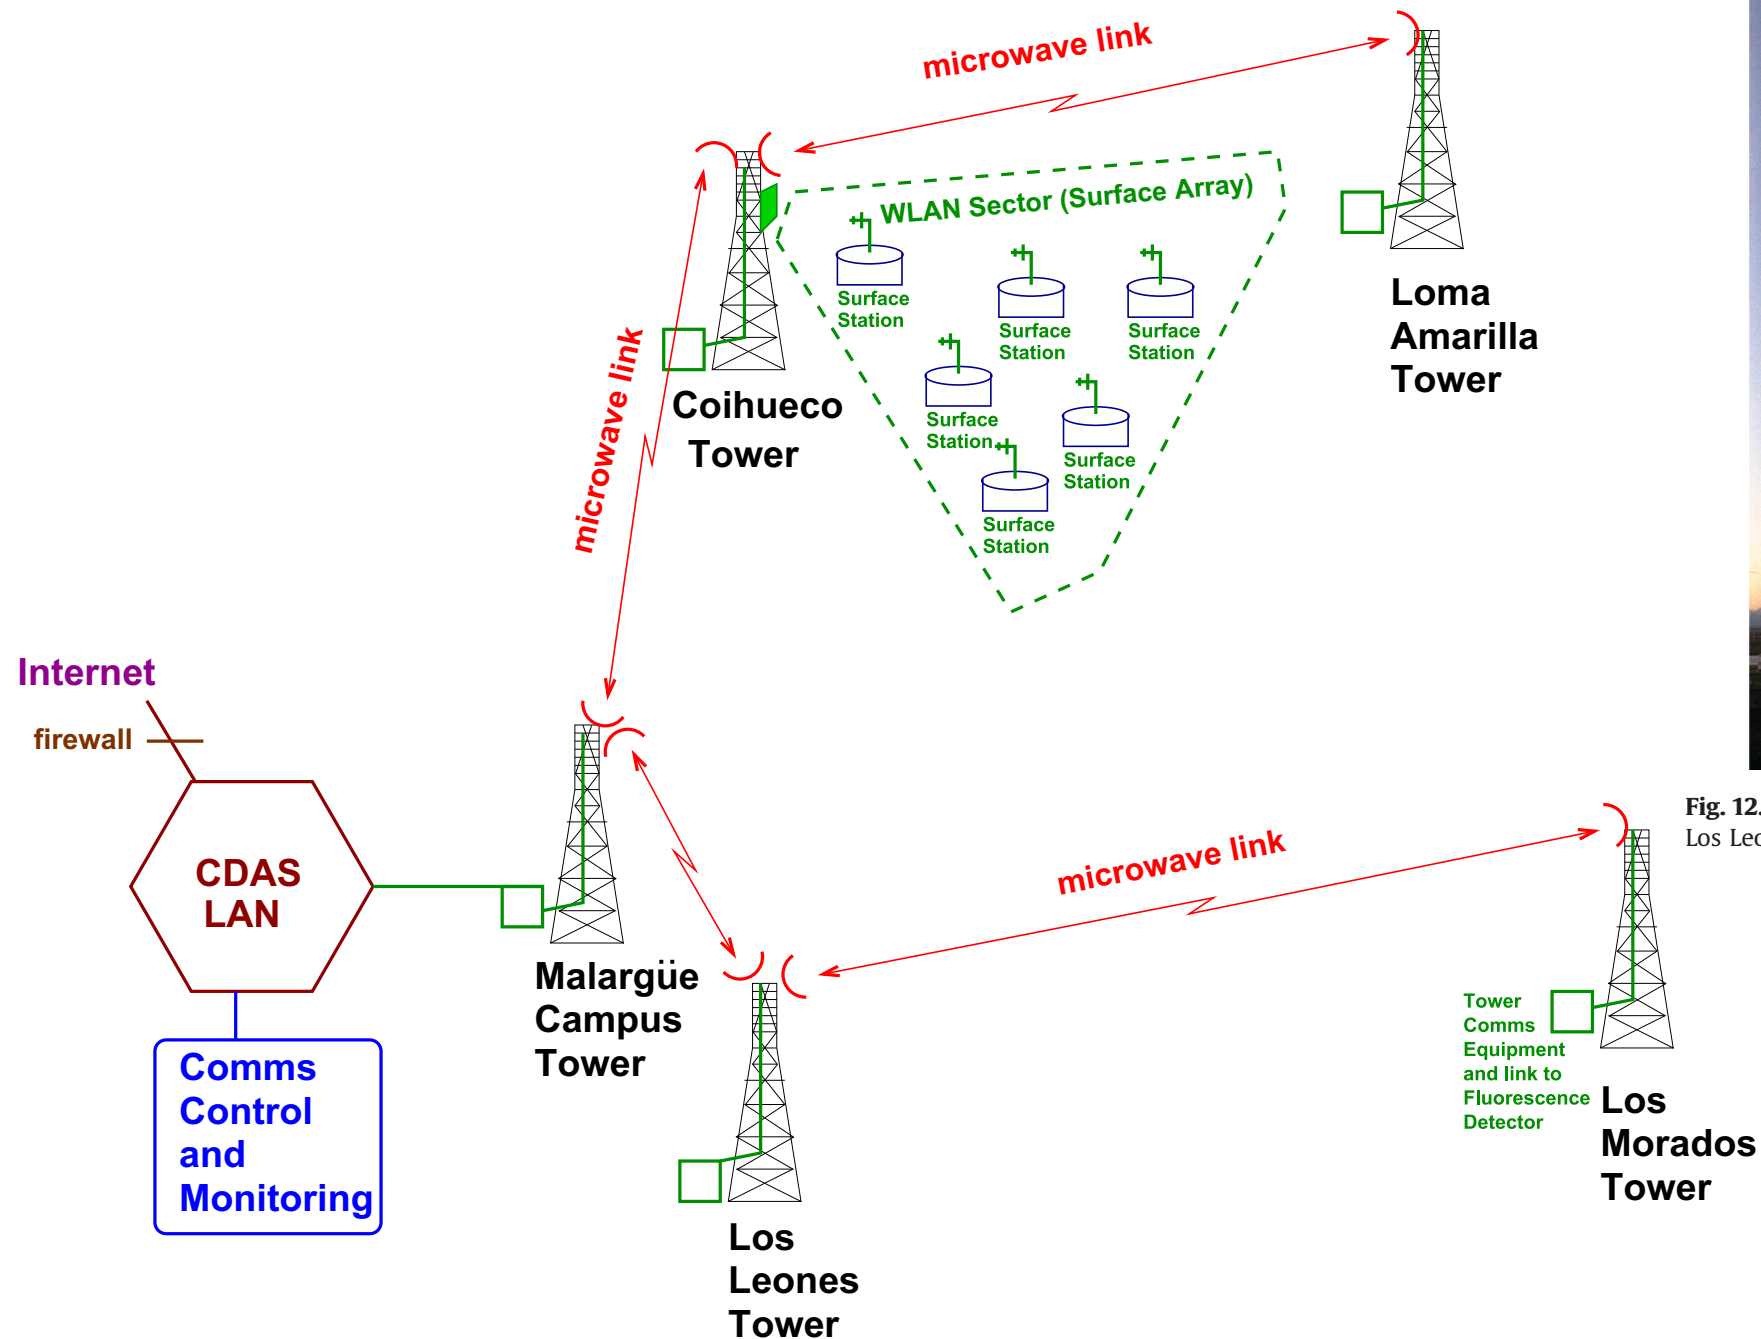 microwave link
WLAN Sector (Surface Array)
Surface
Station
Surface
Station
Surface
Station
Surface
Station
Surface
Station
Surface
Station
Loma
Amarilla
Tower
Coihueco
Tower
microwave link
Internet
firewall
CDAS
LAN
Comms
Control
and
Monitoring
Malargüe
Campus
Tower
microwave link
Los
Leones
Tower
Tower
Comms
Equipment
and link to
Fluorescence
Detector
Los
Morados
Tower
Fig. 12.
Los Leo